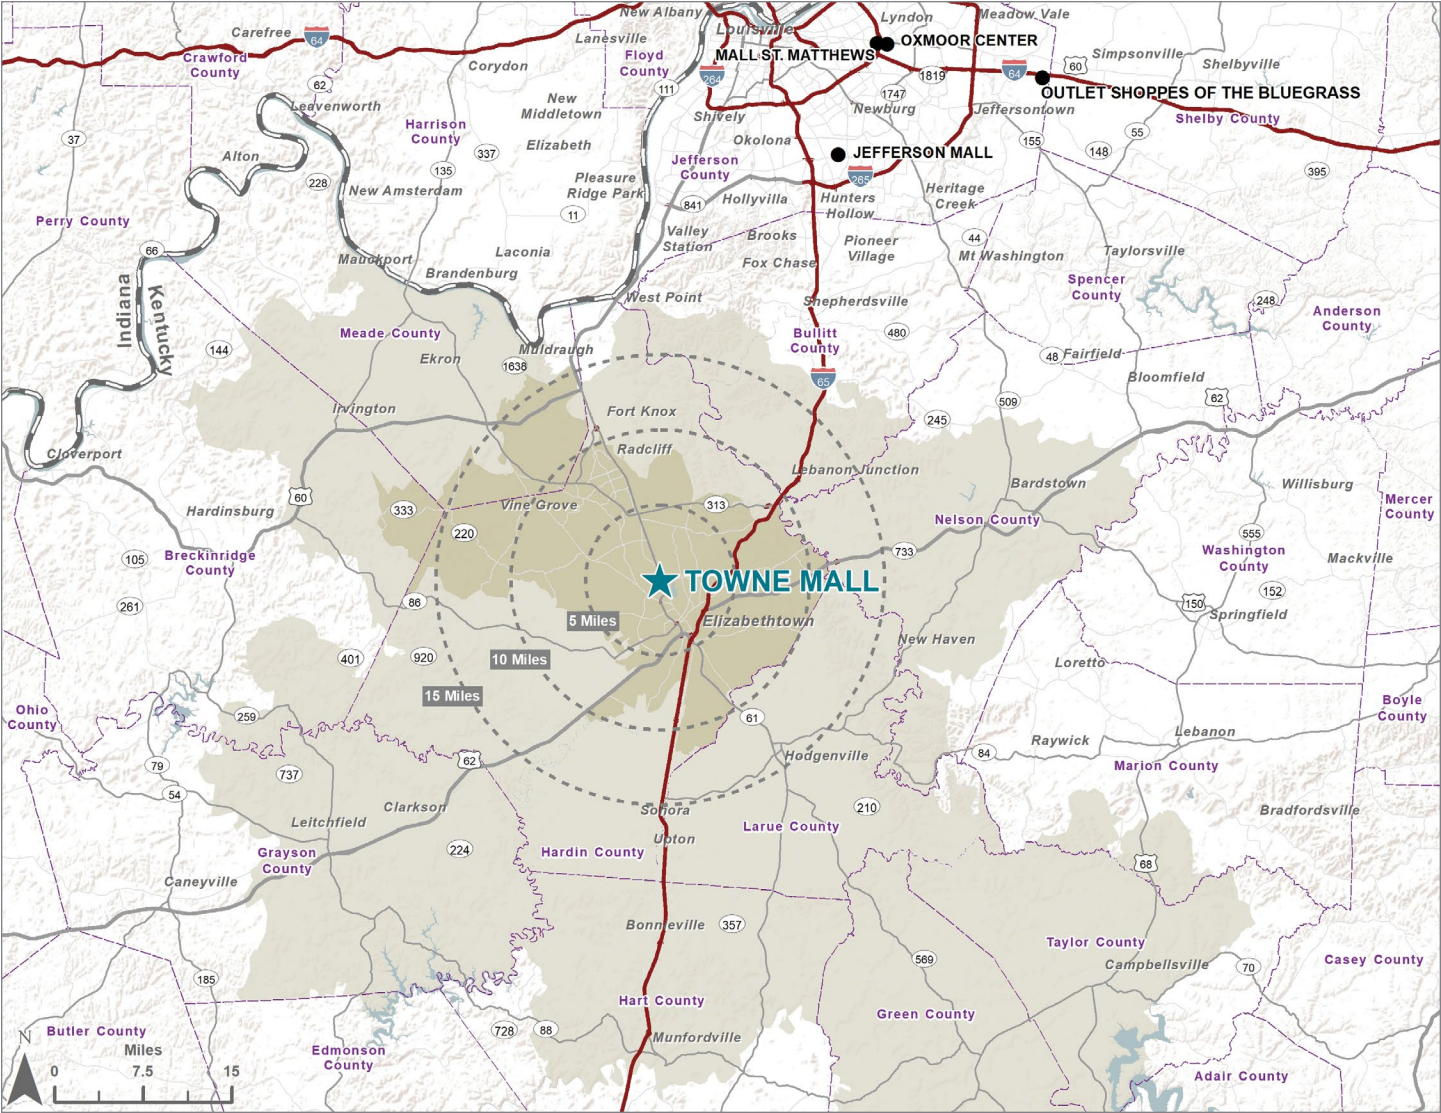 New Albany
Lyndon
Meadow Vale
Carefree
64
Lanesville
Louisville
OXMOOR CENTER
Crawford
County
Floyd
County
MALL ST. MATTHEWS
Simpsonville
Corydon
60
Shelbyville
264
1819
64
62
111
1747
OUTLET SHOPPES OF THE BLUEGRASS
Leavenworth
New
Middletown
Newburg
Jeffersontown
Shelby County
Harrison
County
Shively
37
Okolona
55
Elizabeth
155
148
337
JEFFERSON MALL
Alton
Jefferson
County
135
395
228
Pleasure
Ridge Park
265
New Amsterdam
Heritage
Creek
Hollyvilla
Hunters
Hollow
841
Perry County
11
Valley
Station
Brooks
Pioneer
Village
44
66
Laconia
Mauckport
Mt Washington
Taylorsville
Brandenburg
Fox Chase
Spencer
County
Indiana
Kentucky
West Point
Shepherdsville
248
Anderson
County
Meade County
Bullitt
County
480
144
Muldraugh
Ekron
1638
48
Fairfield
65
Bloomfield
Irvington
Fort Knox
509
62
245
Radcliff
Cloverport
Lebanon Junction
Bardstown
Willisburg
60
333
Vine Grove
313
Mercer
County
Hardinsburg
Nelson County
220
555
105
Breckinridge
County
733
Washington
County
Mackville
TOWNE MALL
152
86
261
150
5 Miles
Elizabethtown
Springfield
New Haven
401
920
10 Miles
Loretto
15 Miles
Ohio
County
259
61
Boyle
County
Lebanon
Raywick
84
Hodgenville
79
62
Marion County
737
54
Clarkson
Sonora
210
Bradfordsville
Leitchfield
Larue County
Upton
224
Hardin County
Grayson
County
68
Caneyville
Bonnieville
357
Taylor County
569
Campbellsville
70
Casey County
185
Hart County
Green County
Butler County
728
88
Munfordville
N
Miles
Edmonson
County
0
7.5
15
Adair County